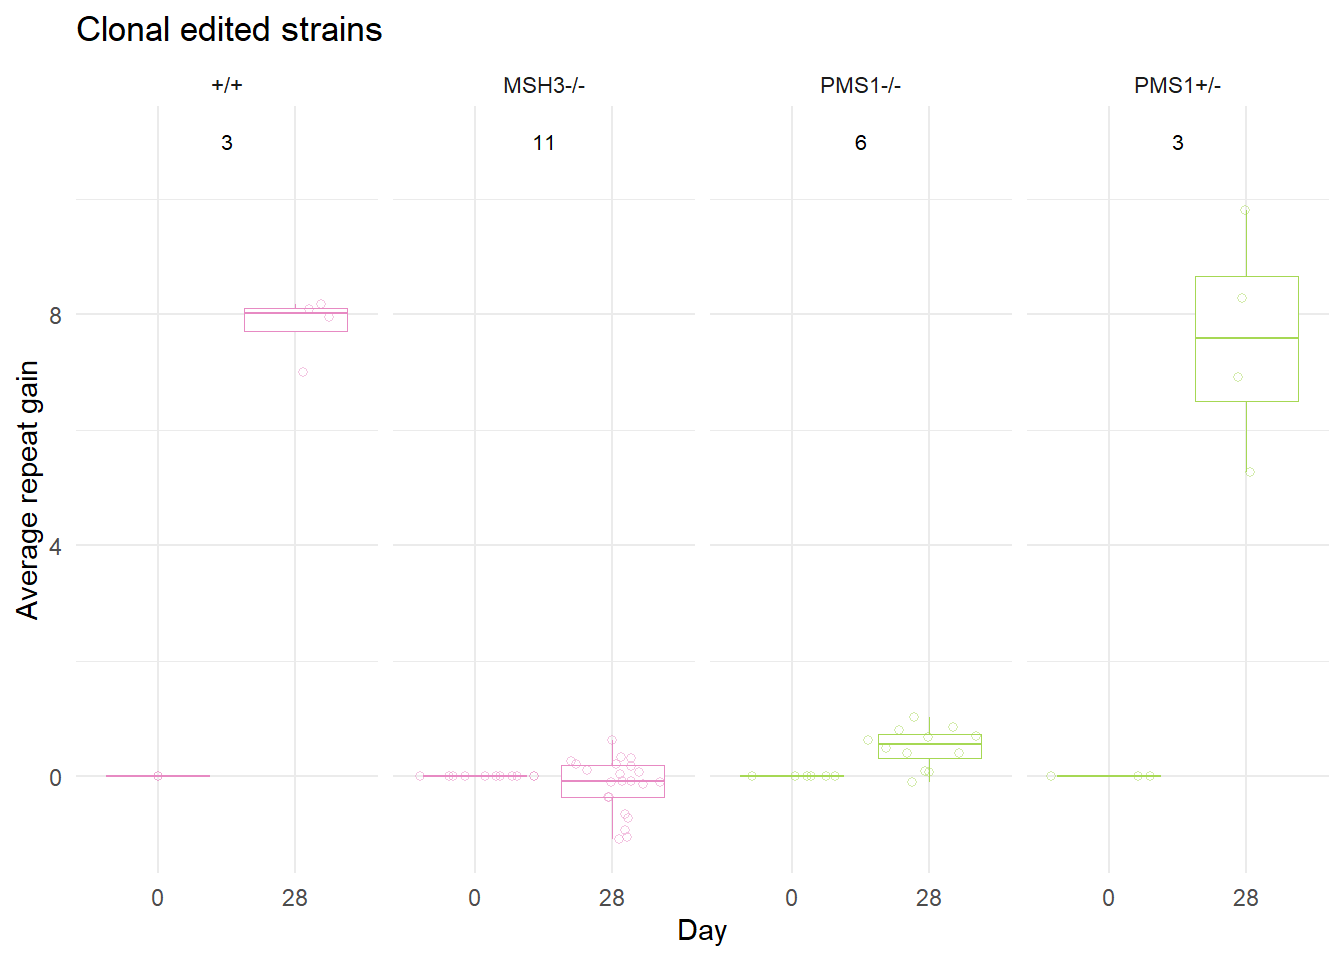 Clonal edited strains
+/+ MSH3-/- PMS1-/- PMS1+/-
3 11 6 3
Average repeat gain
8
4
0
0 28 0 28 0 28 0 28
Day